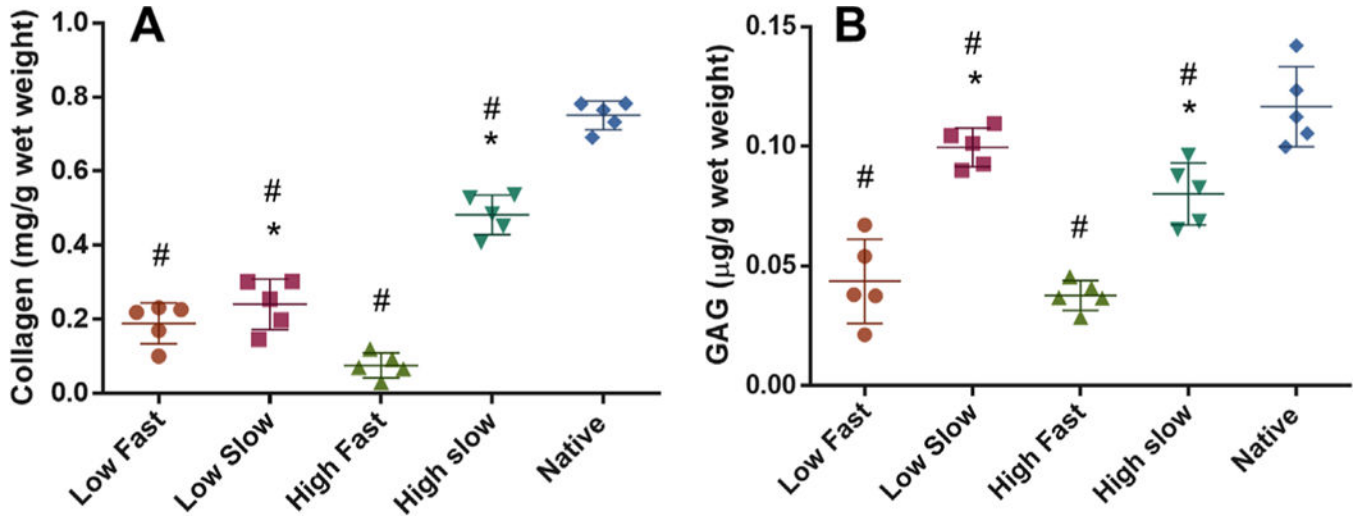 A
Collagen (mg/g wet weight)
1.0
0.8
0.6
0.4
0.2
0.0
#
#
*
#
#
*
Low Fast
Low Slow
High Fast
High slow
Native
B
GAG (μg/g wet weight)
0.15
0.10
0.05
0.00
#
#
*
#
#
*
Low Fast
Low Slow
High Fast
High slow
Native